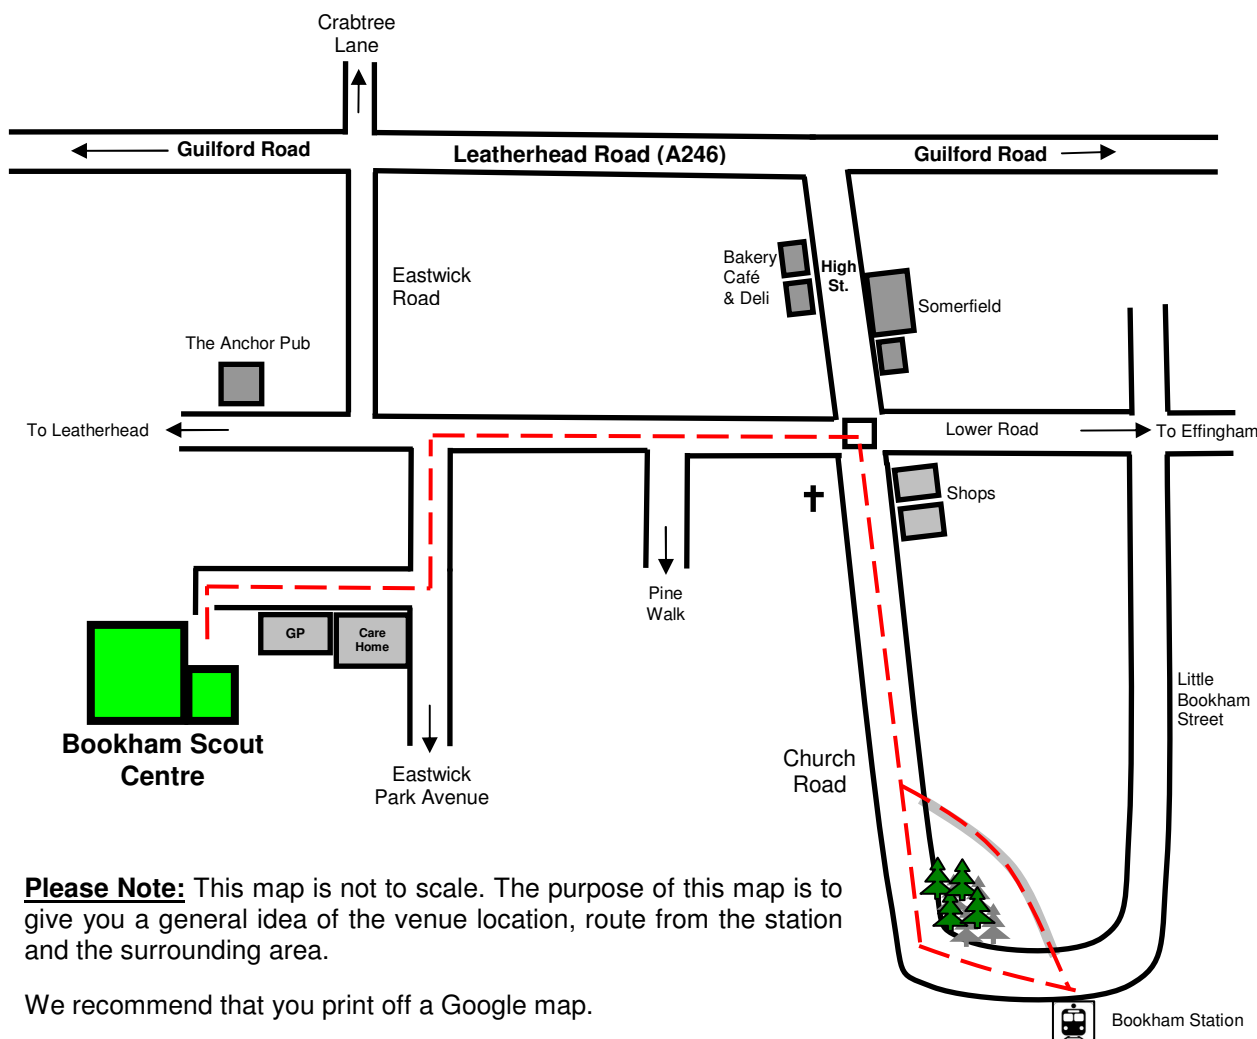 Crabtree
Lane
Guilford Road
Leatherhead Road (A246)
Guilford Road
Eastwick
Road
Bakery
Café
& Deli
High
St.
Somerfield
The Anchor Pub
To Leatherhead
Lower Road
To Effingham
Shops
Pine
Walk
GP
Care
Home
Bookham Scout
Centre
Eastwick
Park Avenue
Church
Road
Little
Bookham
Street
Please Note: This map is not to scale. The purpose of this map is to
give you a general idea of the venue location, route from the station
and the surrounding area.
We recommend that you print off a Google map.
Bookham Station